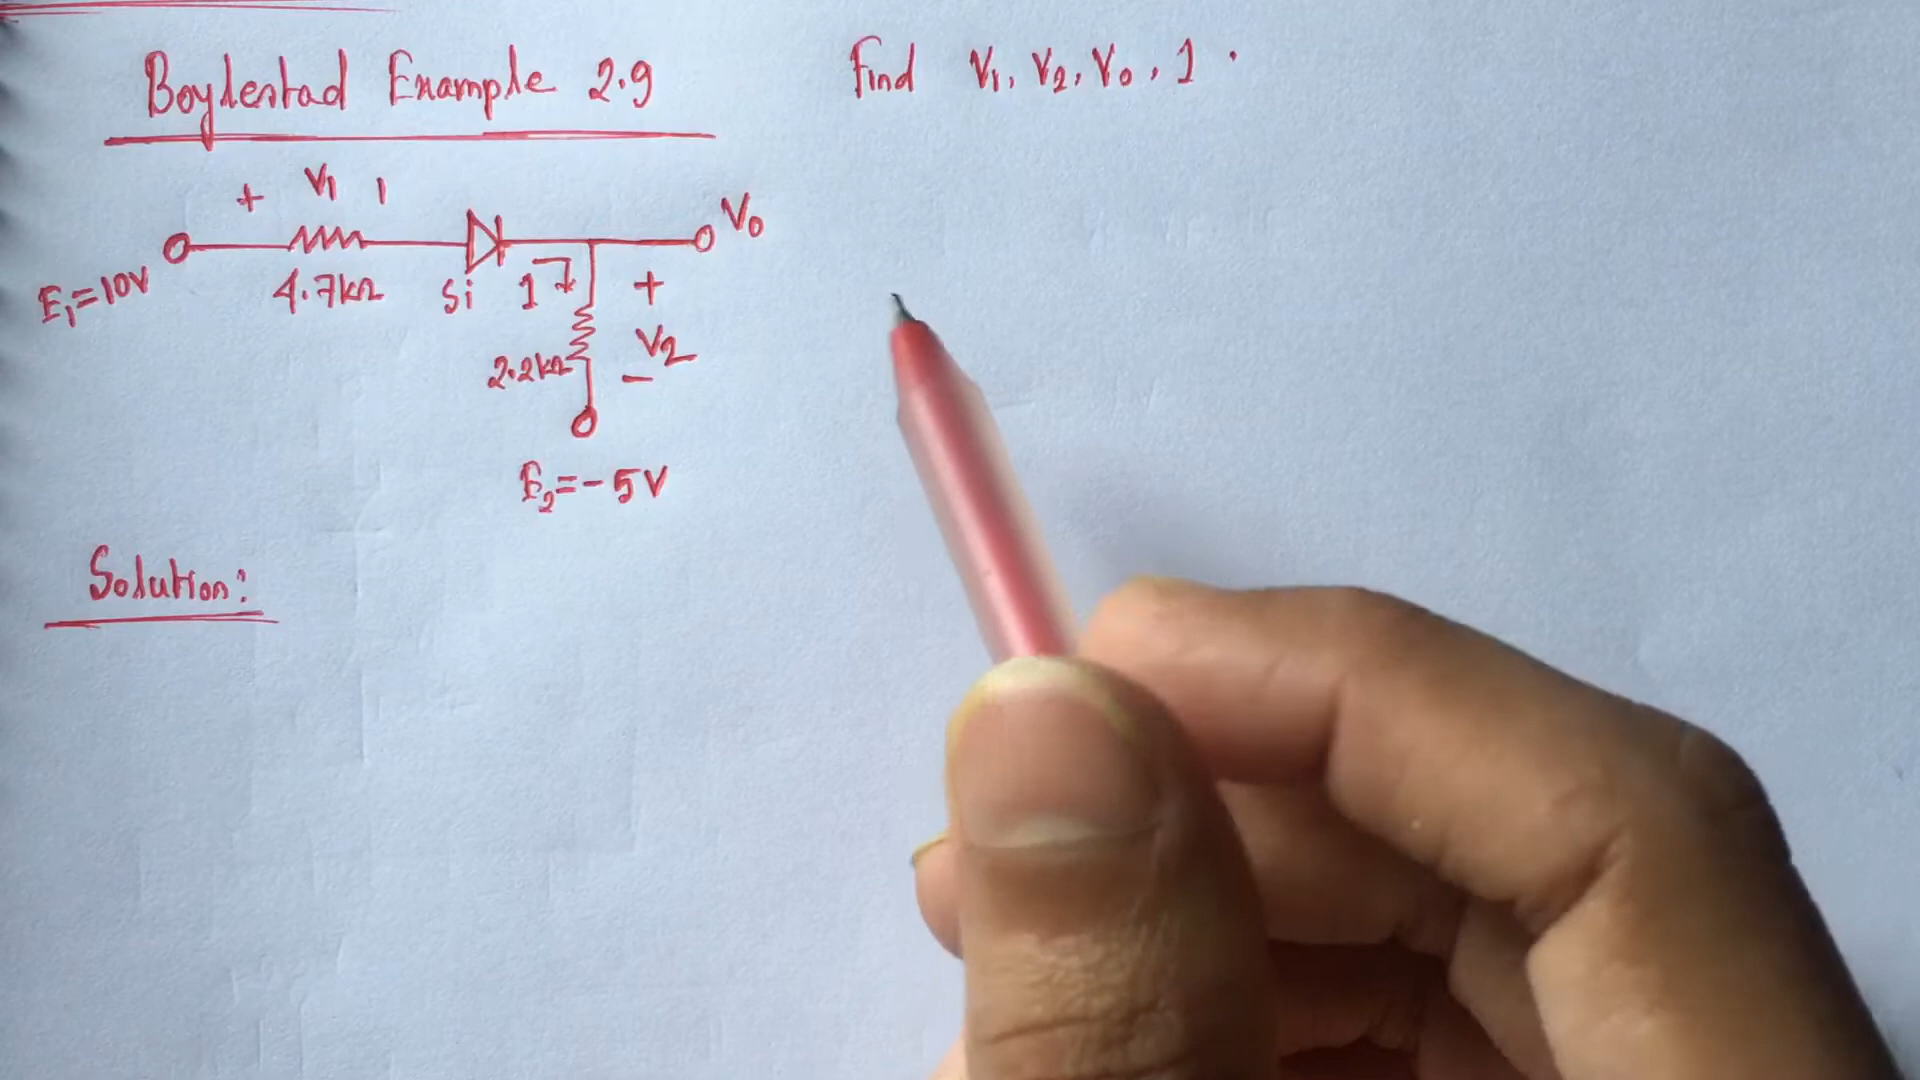 Boylestad Example 2.9
Find V1, V2, V0, I.
+ V1 I
V0
E1=10V
4.7kΩ
Si
I
+
2.2kΩ
V2
-
E2=-5V
Solution: